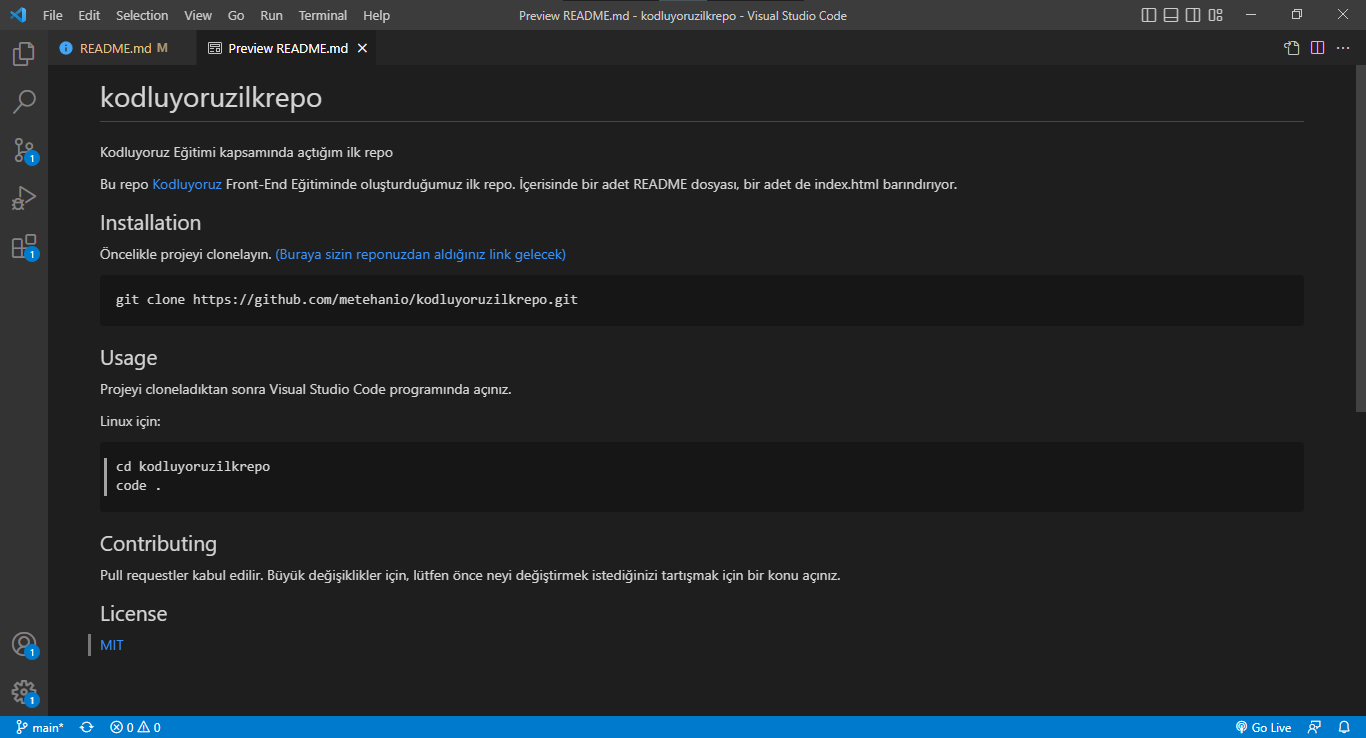 File Edit Selection View Go Run Terminal Help
Preview README.md - kodluyoruzilkrepo - Visual Studio Code
README.md M
Preview README.md
kodluyoruzilkrepo
Kodluyoruz Eğitimi kapsamında açtığım ilk repo
Bu repo Kodluyoruz Front-End Eğitiminde oluşturduğumuz ilk repo. İçerisinde bir adet README dosyası, bir adet de index.html barındırıyor.
Installation
Öncelikle projeyi clonelayın. (Buraya sizin reponuzdan aldığınız link gelecek)
git clone https://github.com/metehanio/kodluyoruzilkrepo.git
Usage
Projeyi cloneladıktan sonra Visual Studio Code programında açınız.
Linux için:
cd kodluyoruzilkrepo
code .
Contributing
Pull requestler kabul edilir. Büyük değişiklikler için, lütfen önce neyi değiştirmek istediğinizi tartışmak için bir konu açınız.
License
MIT
1
1
1
1
main* 0 0
Go Live